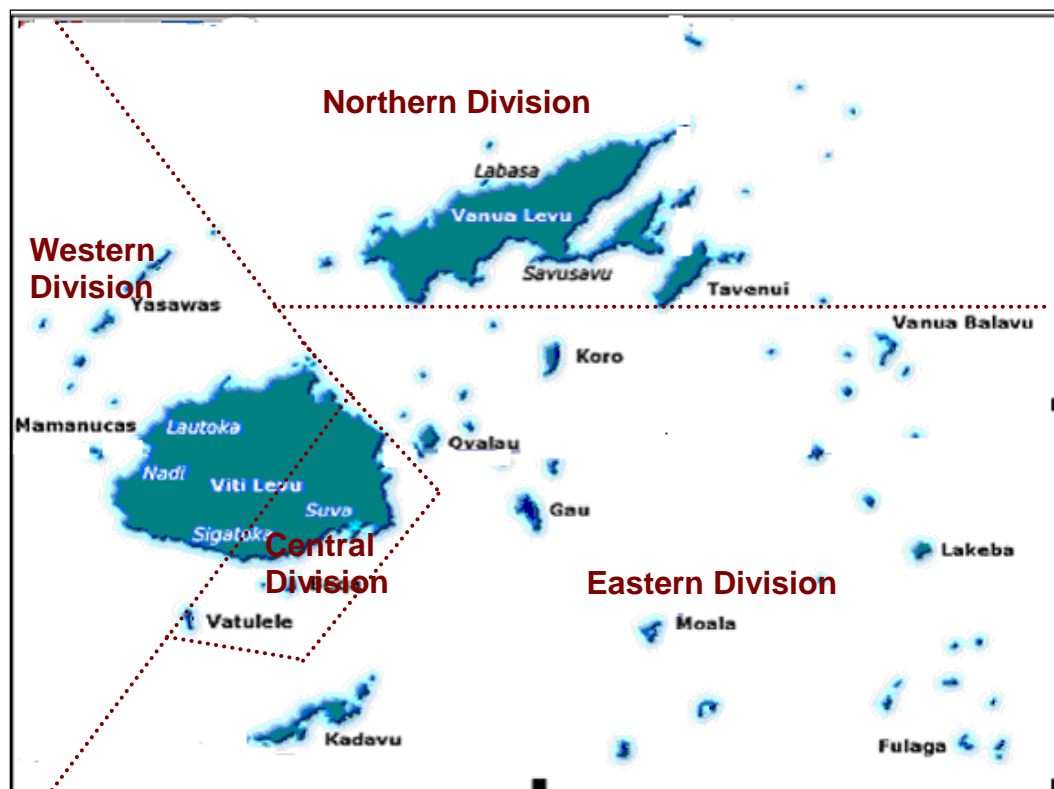 Northern Division
Labasa
Vanua Levu
Western
Division
Savusavu
Tavenui
Yasawas
Vanua Balavu
Koro
Mamanucas
Lautoka
Ovalau
Nadi
Viti Levu
Suva
Gau
Sigatoka
Central
Division
Lakeba
Eastern Division
Vatulele
Moala
Kadavu
Fulaga